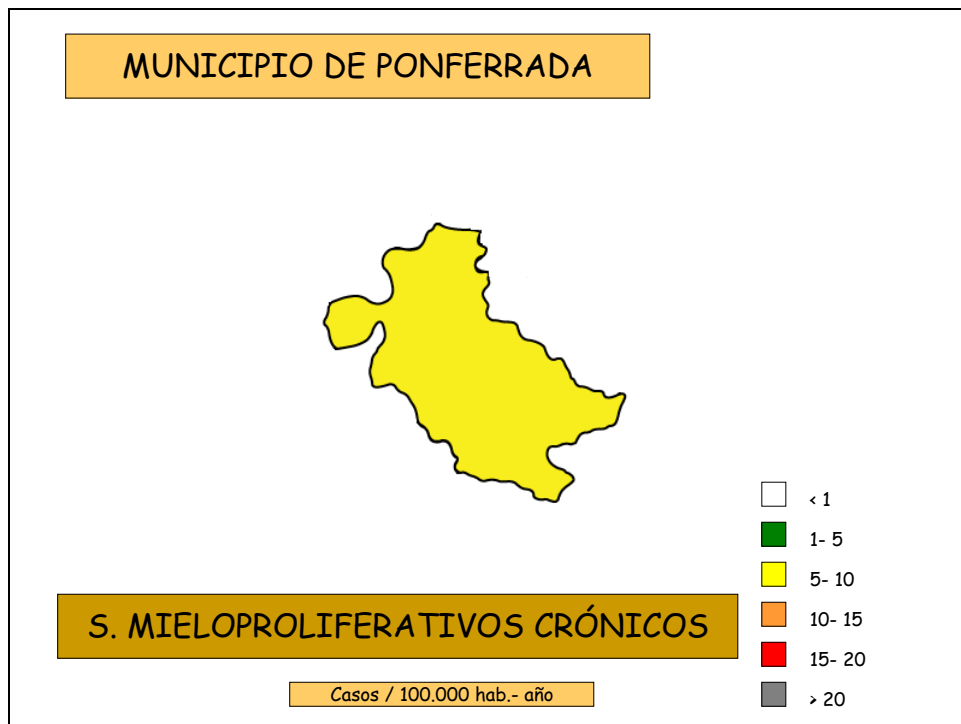 MUNICIPIO DE PONFERRADA
< 1
1- 5
5- 10
10- 15
15- 20
> 20
S. MIELOPROLIFERATIVOS CRÓNICOS
Casos / 100.000 hab.- año